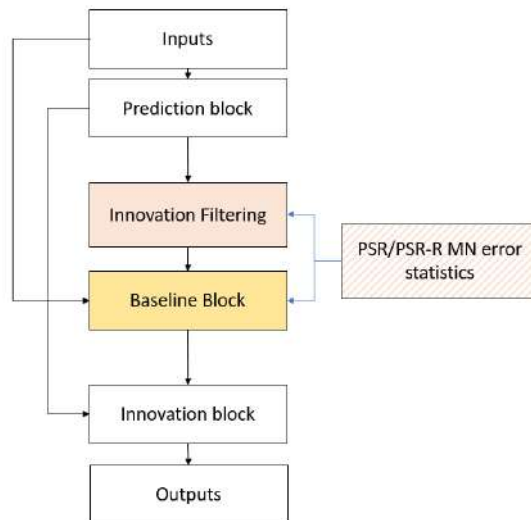 Inputs
Prediction block
Innovation Filtering
PSR/PSR-R MN error
statistics
Baseline Block
Innovation block
Outputs